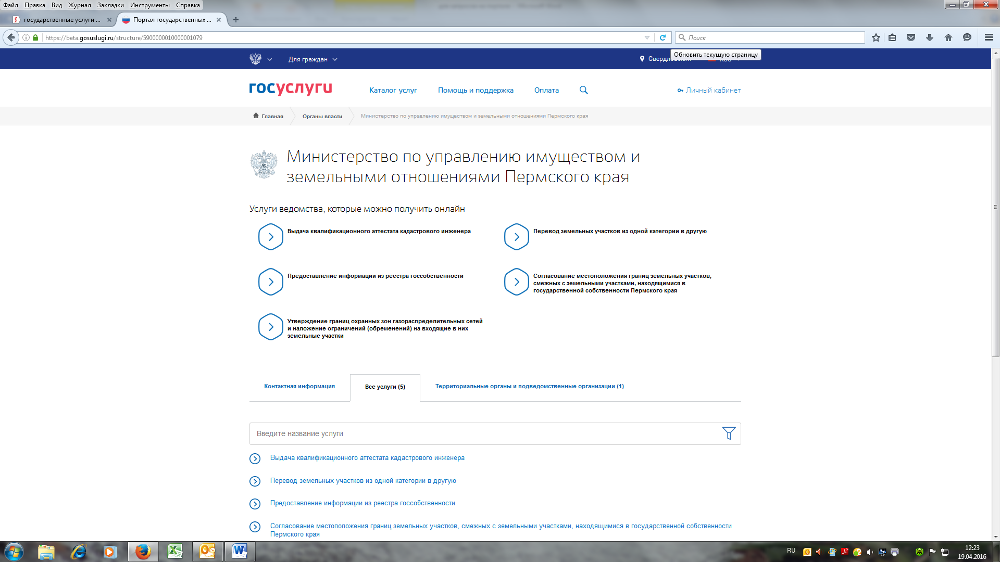 Файл Правка Вид Журнал Закладки Инструменты Справка
государственные услуги ...
Портал государственных ...
https://beta.gosuslugi.ru/structure/5900000010000001079
Поиск
Обновить текущую страницу
Для граждан
госуслуги
Каталог услуг
Помощь и поддержка
Оплата
Личный кабинет
Главная
Органы власти
Министерство по управлению имуществом и земельными отношениями Пермского края
Министерство по управлению имуществом и
земельными отношениями Пермского края
Услуги ведомства, которые можно получить онлайн
Выдача квалификационного аттестата кадастрового инженера
Перевод земельных участков из одной категории в другую
Предоставление информации из реестра госсобственности
Согласование местоположения границ земельных участков,
смежных с земельными участками, находящимися в
государственной собственности Пермского края
Утверждение границ охранных зон газораспределительных сетей
и наложение ограничений (обременений) на входящие в них
земельные участки
Контактная информация
Все услуги (5)
Территориальные органы и подведомственные организации (1)
Введите название услуги
Выдача квалификационного аттестата кадастрового инженера
Перевод земельных участков из одной категории в другую
Предоставление информации из реестра госсобственности
Согласование местоположения границ земельных участков, смежных с земельными участками, находящимися в государственной собственности
Пермского края
RU
12:23
19.04.2016